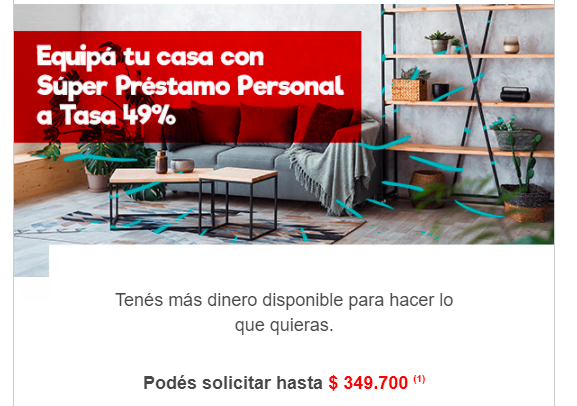 Equipá tu casa con
Súper Préstamo Personal
a Tasa 49%
Tenés más dinero disponible para hacer lo
que quieras.
Podés solicitar hasta $ 349.700 (1)